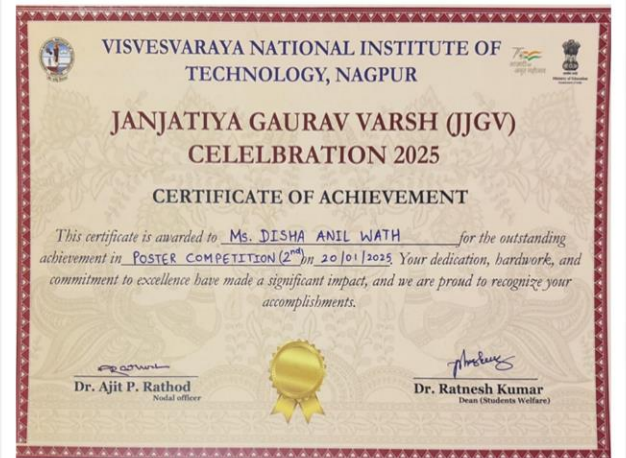 VISVESVARAYA NATIONAL INSTITUTE OF
TECHNOLOGY, NAGPUR
JANJATIYA GAURAV VARSH (JJGV)
CELELBRATION 2025
CERTIFICATE OF ACHIEVEMENT
This certificate is awarded to Ms. DISHA ANIL WATH for the outstanding
achievement in POSTER COMPETITION (2nd) on 20/01/2025. Your dedication, hardwork, and
commitment to excellence have made a significant impact, and we are proud to recognize your
accomplishments.
Dr. Ajit P. Rathod
Nodal officer
Dr. Ratnesh Kumar
Dean (Students Welfare)